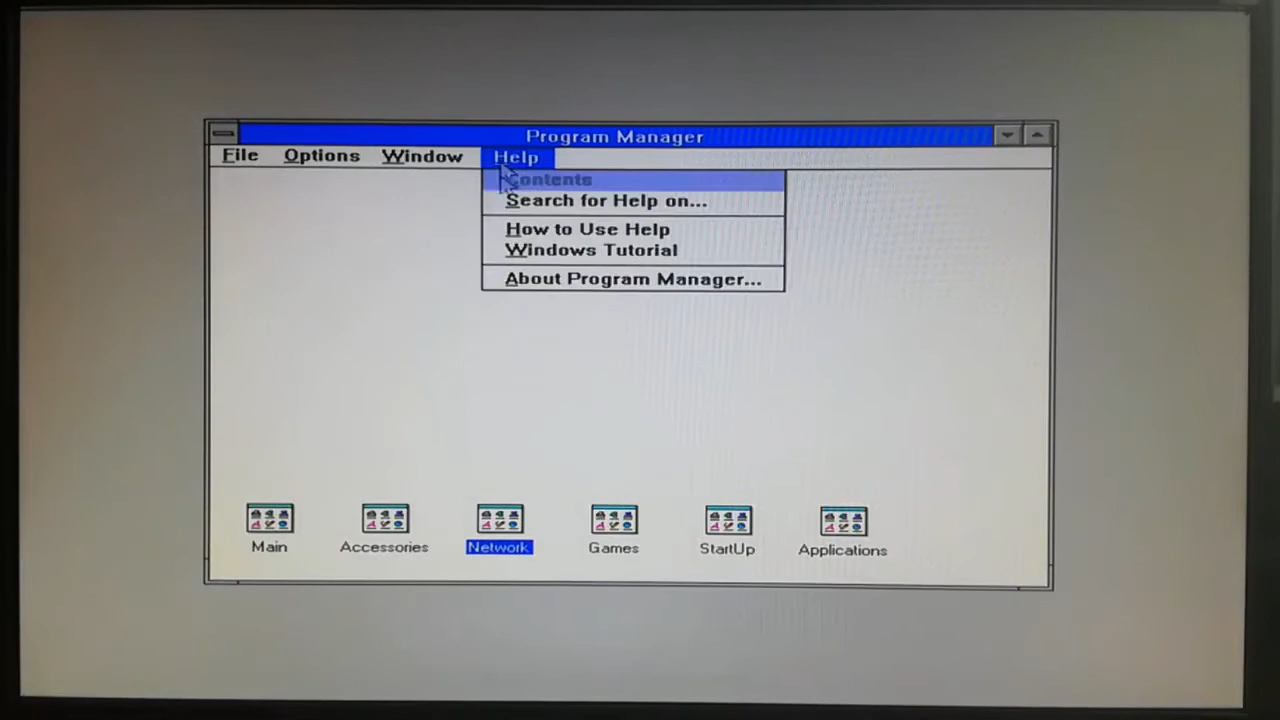 Program Manager
File Options Window Help
Contents
Search for Help on...
How to Use Help
Windows Tutorial
About Program Manager...
Main Accessories Network Games StartUp Applications